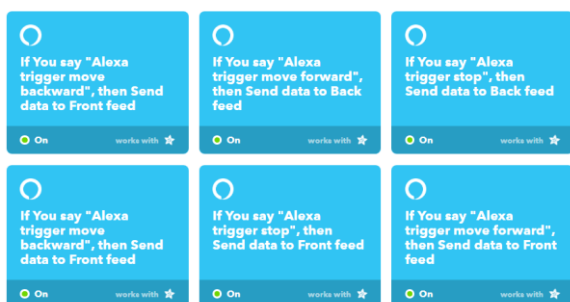 If You say "Alexa
trigger move
backward", then Send
data to Front feed
On works with
If You say "Alexa
trigger move forward",
then Send data to Back
feed
On works with
If You say "Alexa
trigger stop", then
Send data to Back feed
On works with
If You say "Alexa
trigger move
backward", then Send
data to Front feed
On works with
If You say "Alexa
trigger stop", then
Send data to Front feed
On works with
If You say "Alexa
trigger move forward",
then Send data to Front
feed
On works with